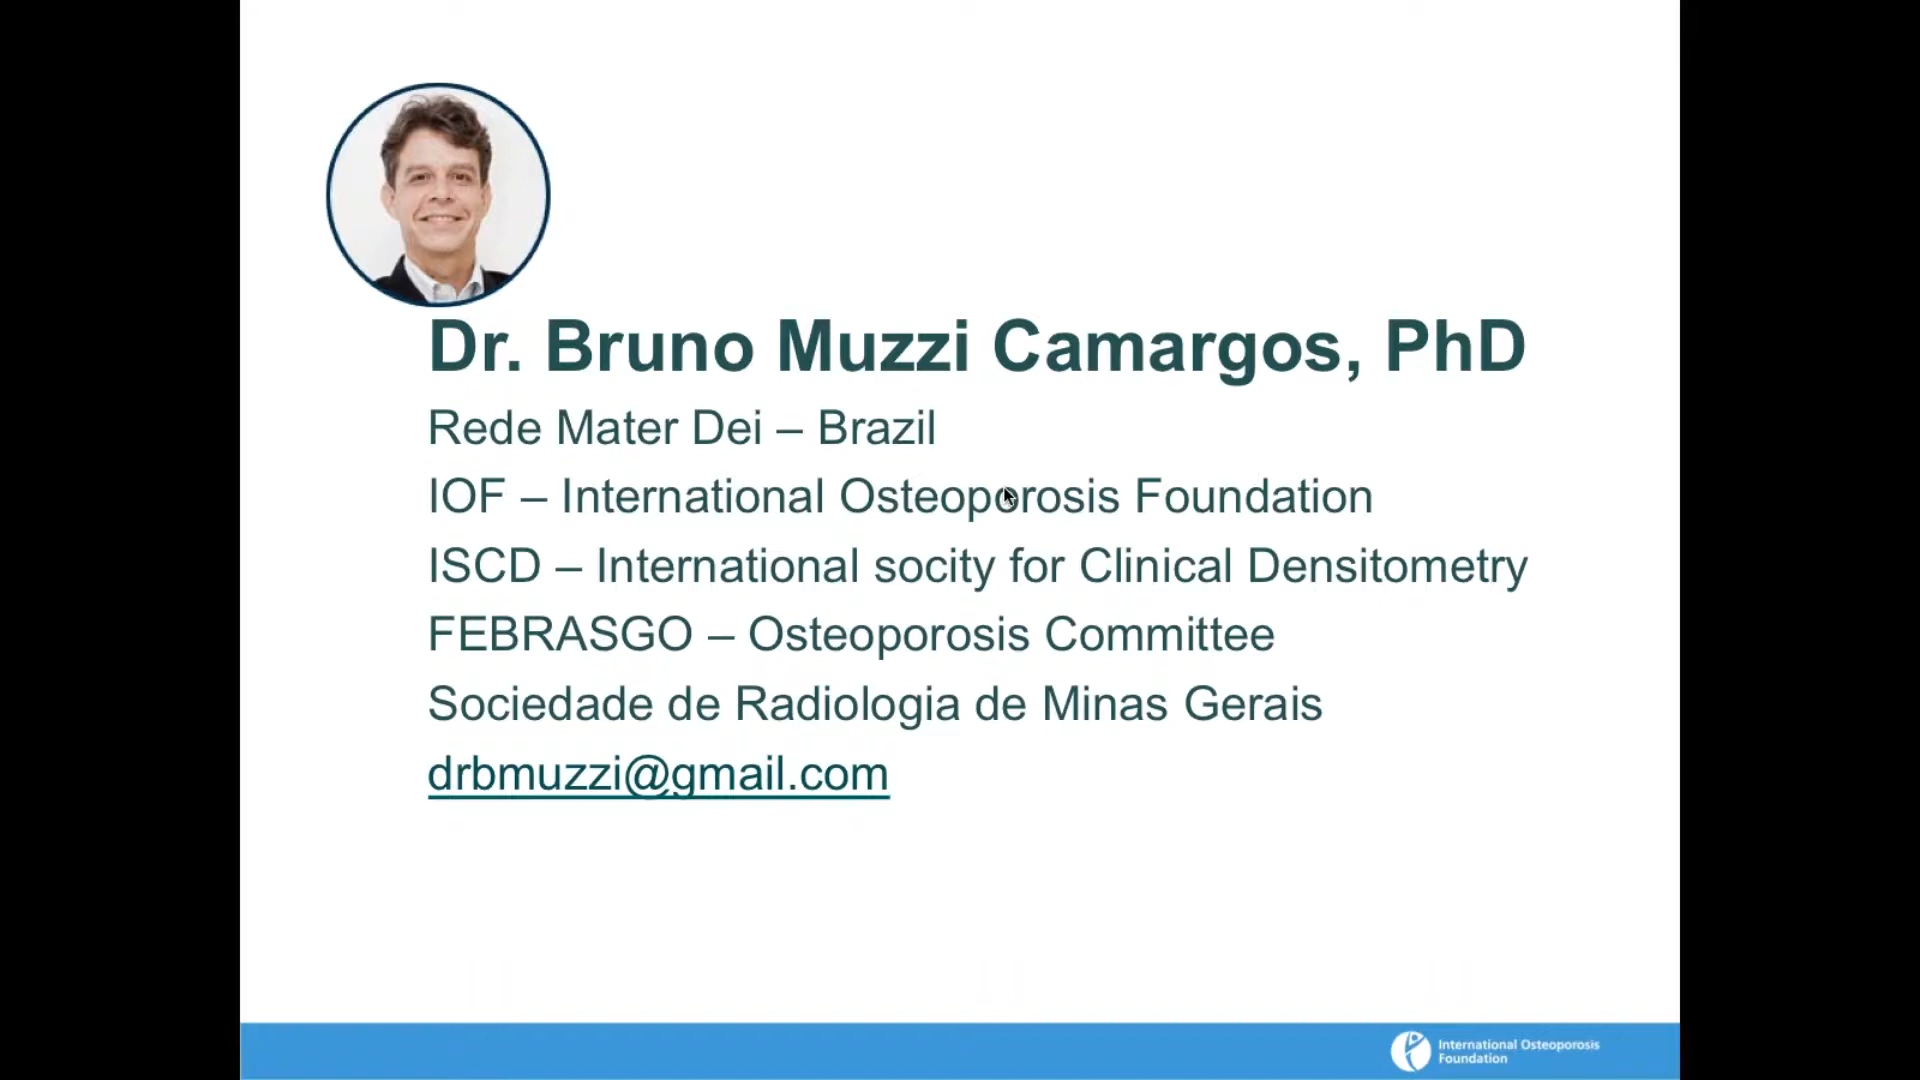 Dr. Bruno Muzzi Camargos, PhD
Rede Mater Dei – Brazil
IOF – International Osteoporosis Foundation
ISCD – International socity for Clinical Densitometry
FEBRASGO – Osteoporosis Committee
Sociedade de Radiologia de Minas Gerais
drbmuzzi@gmail.com
International Osteoporosis
Foundation